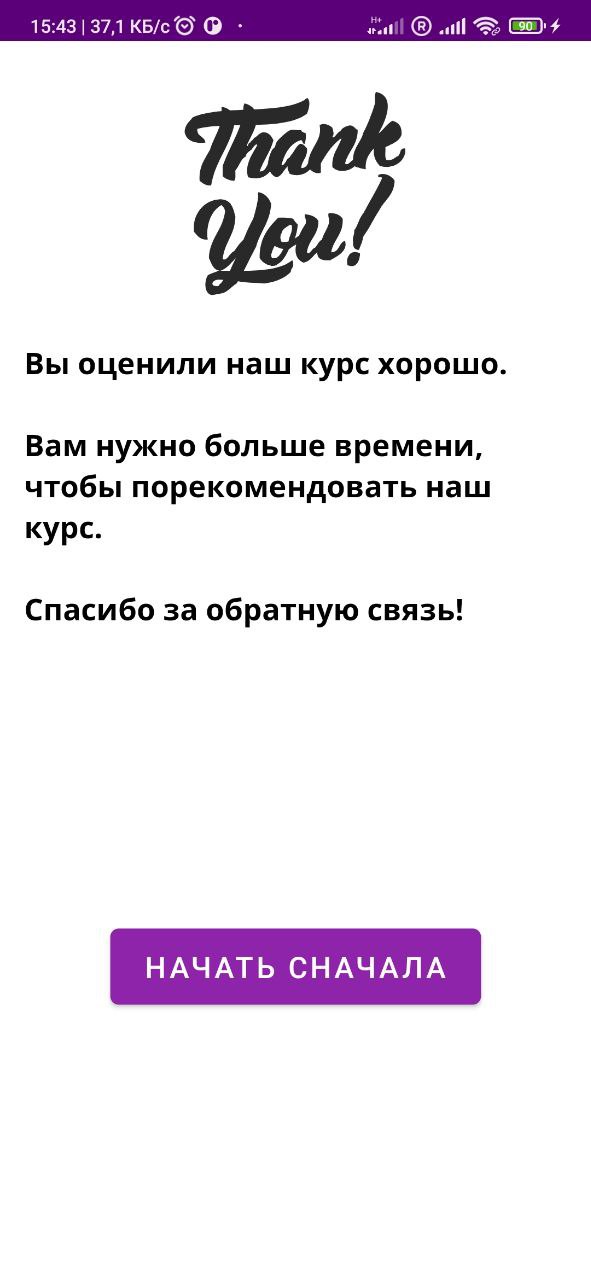 15:43 | 37,1 КБ/с
H+
R
90
Thank
You!
Вы оценили наш курс хорошо.
Вам нужно больше времени,
чтобы порекомендовать наш
курс.
Спасибо за обратную связь!
НАЧАТЬ СНАЧАЛА